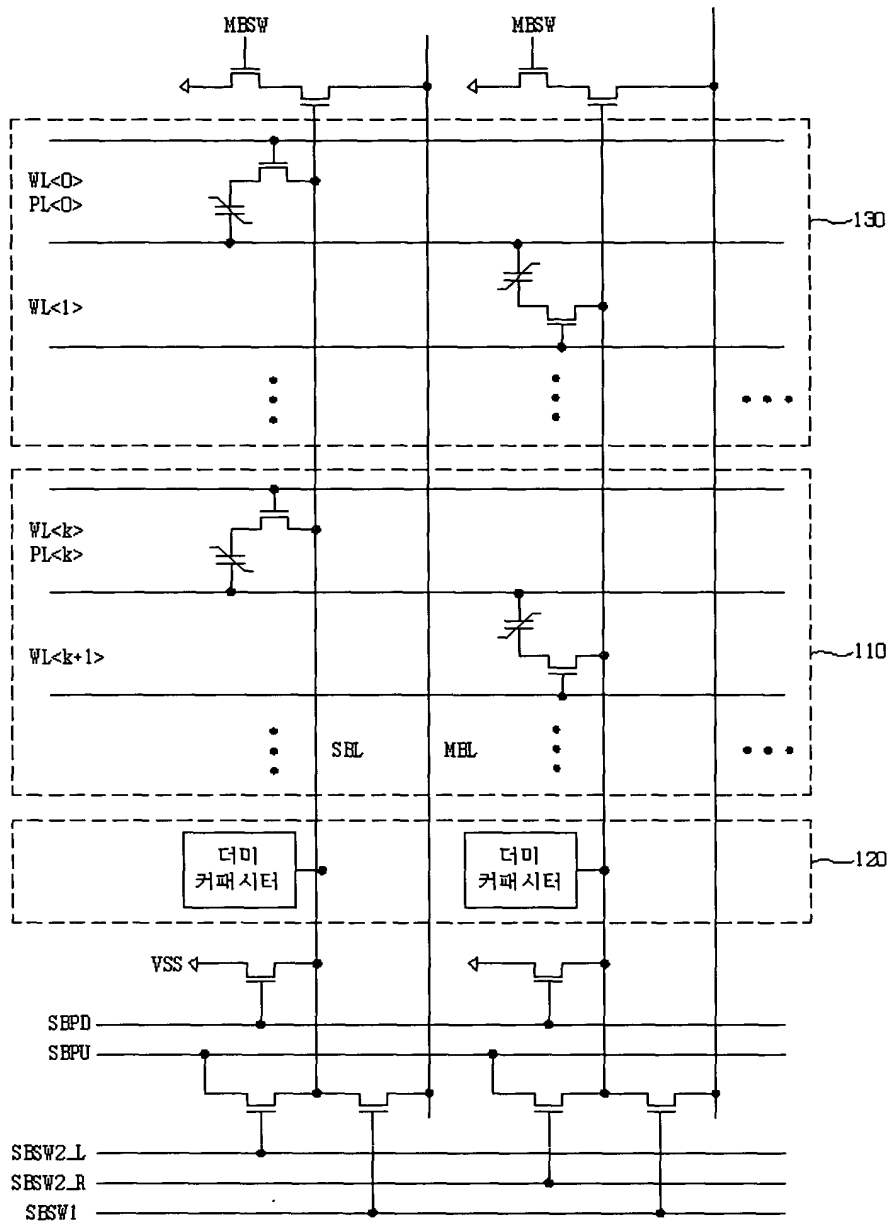 MBSW MBSW
WL<0>
PL<0>
130
WL<1>
WL<k>
PL<k>
WL<k+1>
110
SBL MBL
더미 더미
커패시터 커패시터
120
VSS
SBPD
SBPU
SBSW2_L
SBSW2_R
SBSW1